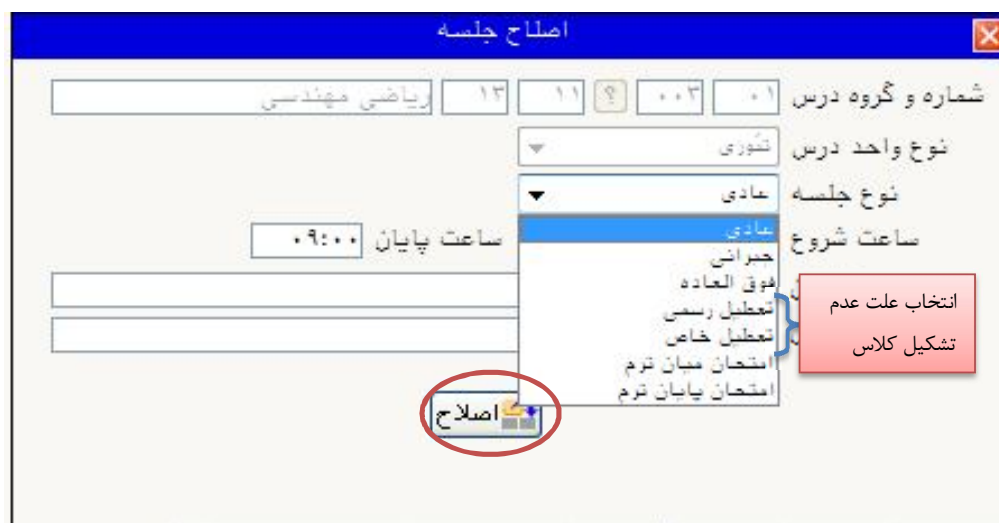 اصلاح جلسه
شماره و گروه درس ۰۱ ۰۰۳ ؟ ۱۱ ۱۳ ریاضی مهندسی
نوع واحد درس تئوری
نوع جلسه عادی
ساعت شروع ساعت پایان ۰۹:۰۰
عادی
جبرانی
فوق العاده
تعطیل رسمی
تعطیل خاص
امتحان میان ترم
امتحان پایان ترم
انتخاب علت عدم
تشکیل کلاس
اصلاح